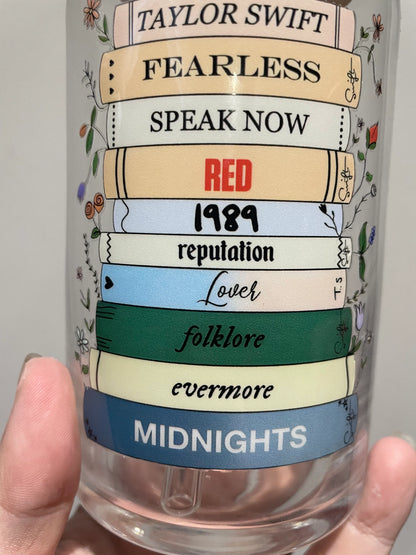 TAYLOR SWIFT
FEARLESS
SPEAK NOW
RED
1989
reputation
Lover
T.S
folklore
evermore
MIDNIGHTS